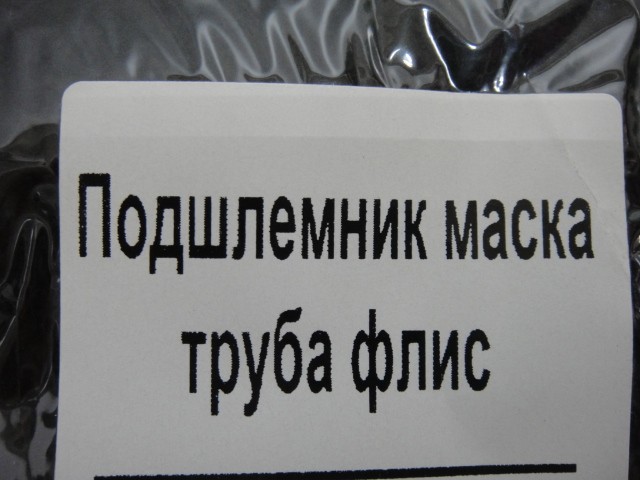 Подшлемник маска
труба флис